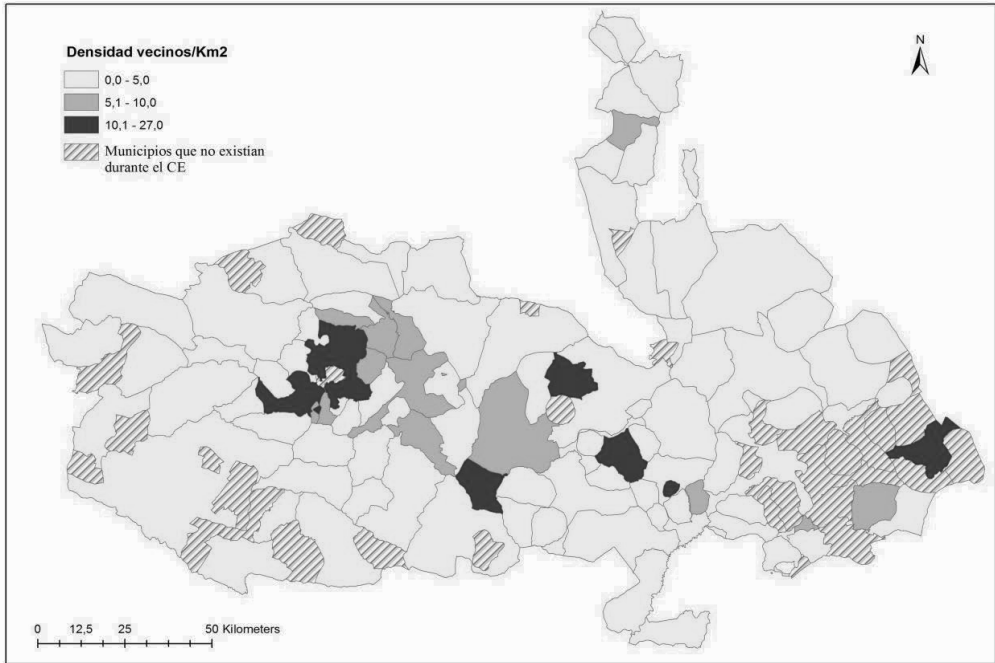 Densidad vecinos/Km2
0,0 - 5,0
5,1 - 10,0
10,1 - 27,0
Municipios que no existían
durante el CE
N
0 12,5 25 50 Kilometers